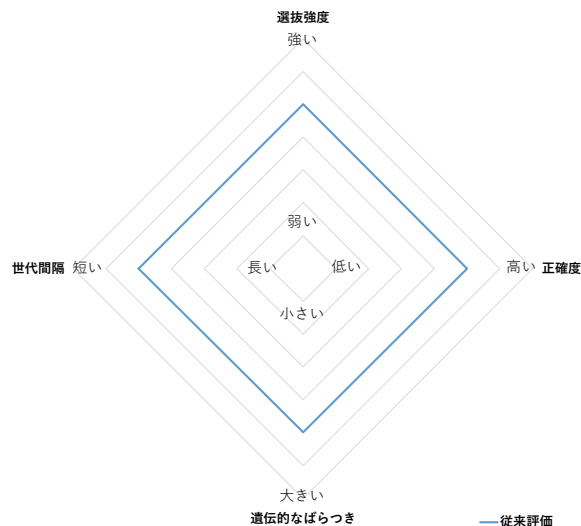 選抜強度
強い
弱い
世代間隔 短い 長い 低い 高い 正確度
小さい
大きい
遺伝的なばらつき
従来評価